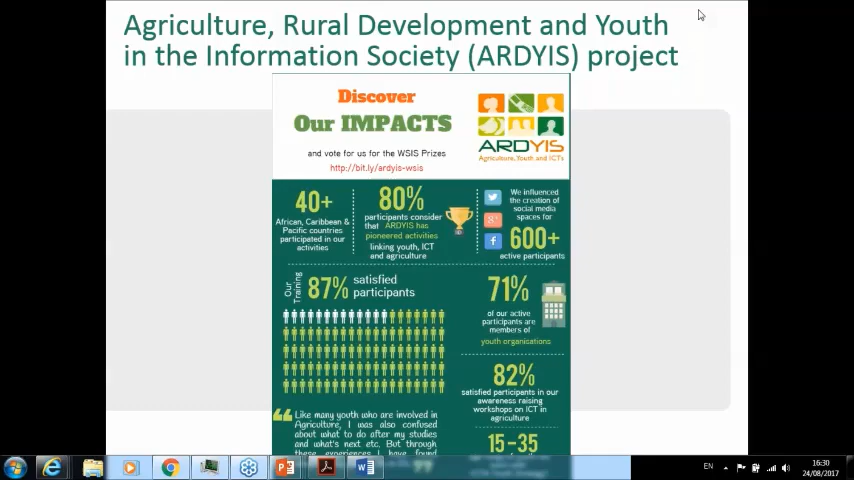 Agriculture, Rural Development and Youth
in the Information Society (ARDYIS) project
Discover
Our IMPACTS
and vote for us for the WSIS Prizes
http://bit.ly/ardyis-wsis
ARDYIS
Agriculture, Youth and ICTs
40+
African, Caribbean &
Pacific countries
participated in our
activities
80%
participants consider
that ARDYIS has
pioneered activities
linking youth, ICT
and agriculture
We influenced
the creation of
social media
spaces for
600+
active participants
Our
Training
87%
satisfied
participants
71%
of our active
participants are
members of
youth organisations
82%
satisfied participants in our
awareness raising
workshops on ICT in
agriculture
Like many youth who are involved in
Agriculture, I was also confused
about what to do after my studies
and what's next etc. But through
these experiences I have found
15-35
EN
16:30
24/08/2017